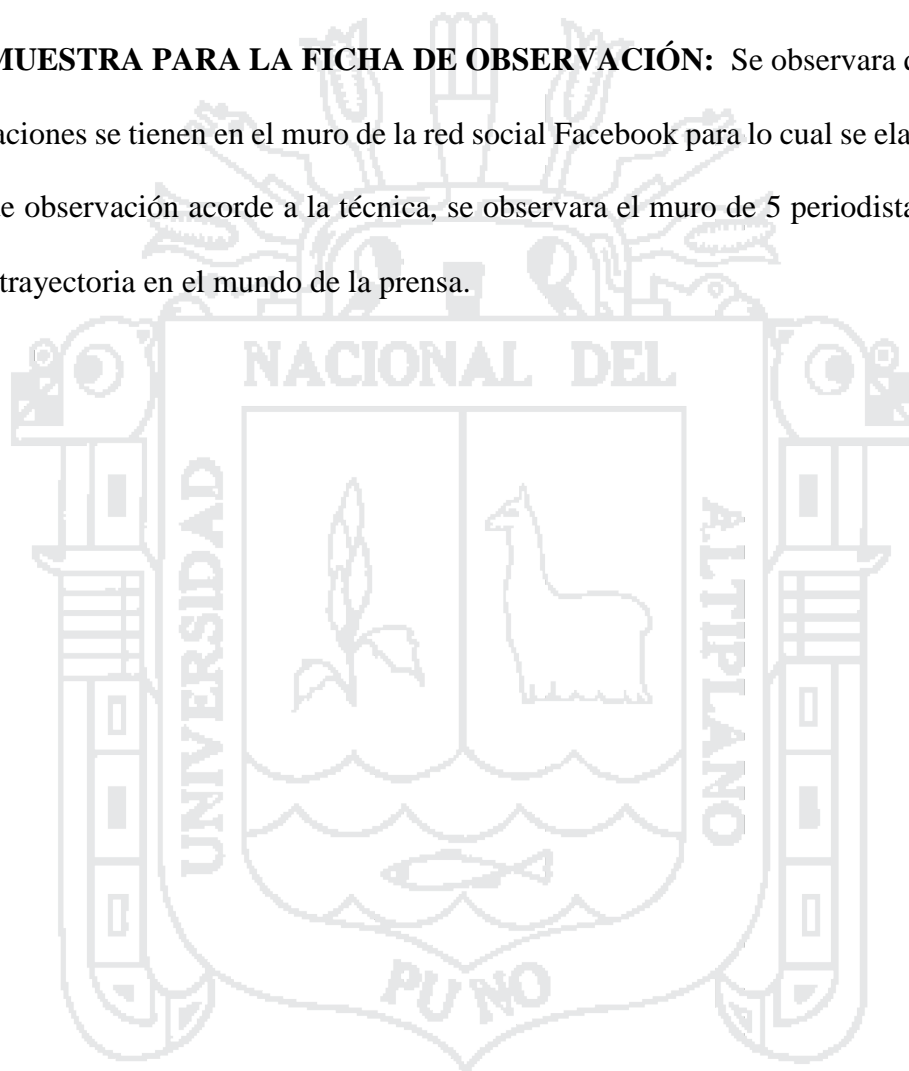 MUESTRA PARA LA FICHA DE OBSERVACIÓN: Se observara
aciones se tienen en el muro de la red social Facebook para lo cual se
e observación acorde a la técnica, se observara el muro de 5
trayectoria en el mundo de la prensa.
NACIONAL DEL
UNIVERSIDAD
ALTIPLANO
PUNO